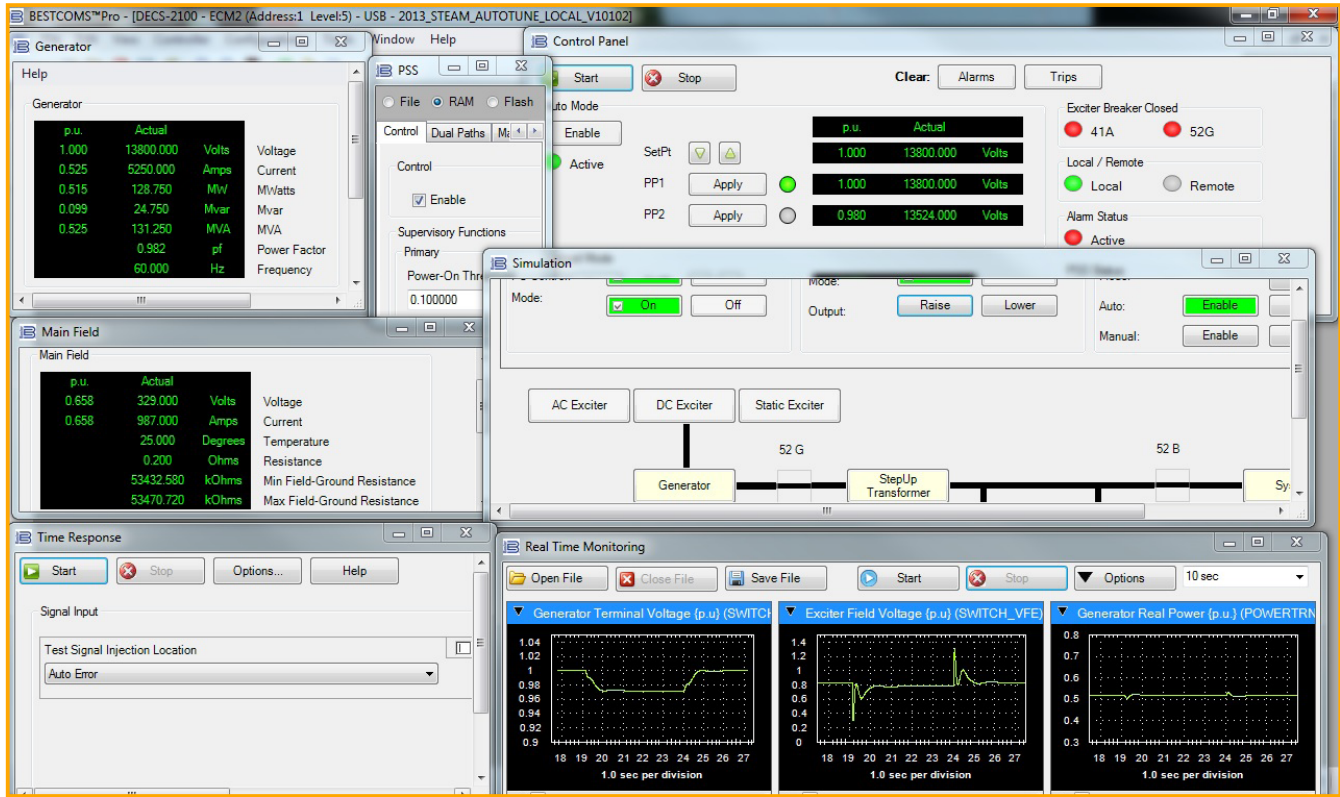 BESTCOMS™Pro - [DECS-2100 - ECM2 (Address:1 Level:5) - USB - 2013_STEAM_AUTOTUNE_LOCAL_V10102]
Window Help
Generator
Help
Generator
p.u. Actual
1.000 13800.000 Volts Voltage
0.525 5250.000 Amps Current
0.515 128.750 MW MWatts
0.099 24.750 Mvar Mvar
0.525 131.250 MVA MVA
0.982 pf Power Factor
60.000 Hz Frequency
PSS
File RAM Flash
Control Dual Paths
Control
Enable
Supervisory Functions
Primary
Power-On Thre
0.100000
Control Panel
Start Stop Clear: Alarms Trips
uto Mode
Enable
Active
p.u. Actual
SetPt 1.000 13800.000 Volts
PP1 Apply 1.000 13800.000 Volts
PP2 Apply 0.980 13524.000 Volts
Exciter Breaker Closed
41A 52G
Local / Remote
Local Remote
Alarm Status
Active
Simulation
Mode:
Mode: On Off
Output: Raise Lower
Auto: Enable
Manual: Enable
AC Exciter DC Exciter Static Exciter
52 G 52 B
Generator StepUp
Transformer
Sy
Main Field
Main Field
p.u. Actual
0.658 329.000 Volts Voltage
0.658 987.000 Amps Current
25.000 Degrees Temperature
0.200 Ohms Resistance
53432.580 kOhms Min Field-Ground Resistance
53470.720 kOhms Max Field-Ground Resistance
Time Response
Start Stop Options... Help
Signal Input
Test Signal Injection Location
Auto Error
Real Time Monitoring
Open File Close File Save File Start Stop Options 10 sec
Generator Terminal Voltage {p.u} (SWITCH
1.04
1.02
1
0.98
0.96
0.94
0.92
0.9
18 19 20 21 22 23 24 25 26 27
1.0 sec per division
Exciter Field Voltage {p.u} (SWITCH_VFE)
1.4
1.2
1
0.8
0.6
0.4
0.2
0
18 19 20 21 22 23 24 25 26 27
1.0 sec per division
Generator Real Power {p.u.} (POWERTRN
0.8
0.7
0.6
0.5
0.4
0.3
18 19 20 21 22 23 24 25 26 27
1.0 sec per division